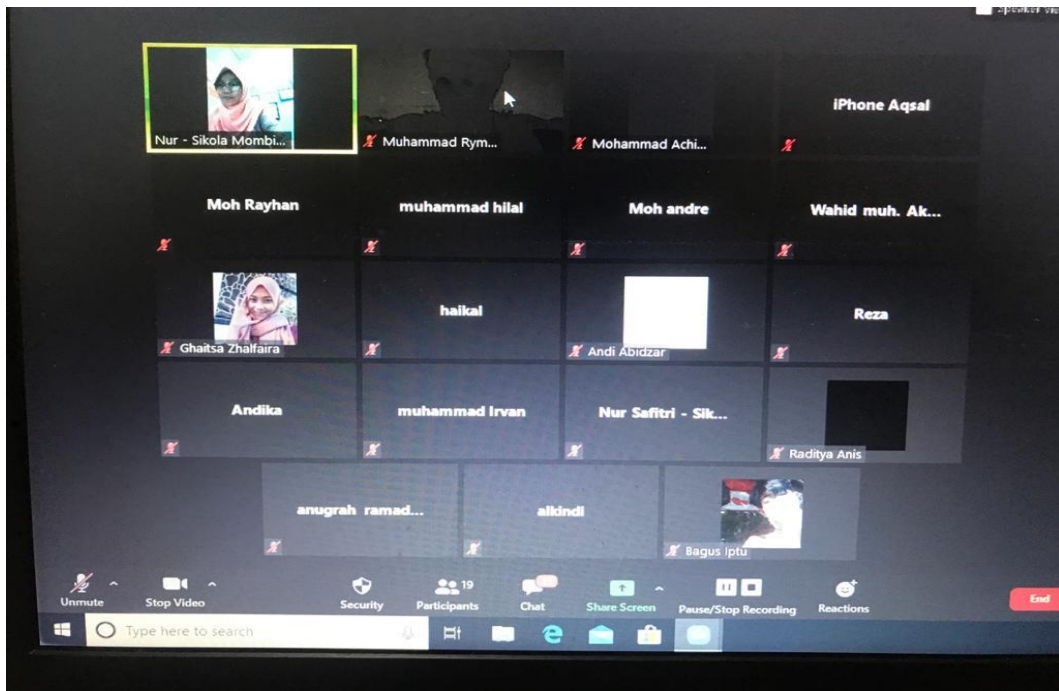 Speaker Vie
Nur - Sikola Mombi...
Muhammad Rym...
Mohammad Achi...
iPhone Aqsal
Moh Rayhan
muhammad hilal
Moh andre
Wahid muh. Ak...
Ghaitsa Zhalfaira
haikal
Andi Abidzar
Reza
Andika
muhammad Irvan
Nur Safitri - Sik...
Raditya Anis
anugrah ramad...
alkindi
Bagus Iptu
19
Unmute
Stop Video
Security
Participants
Chat
Share Screen
Pause/Stop Recording
Reactions
End
Type here to search